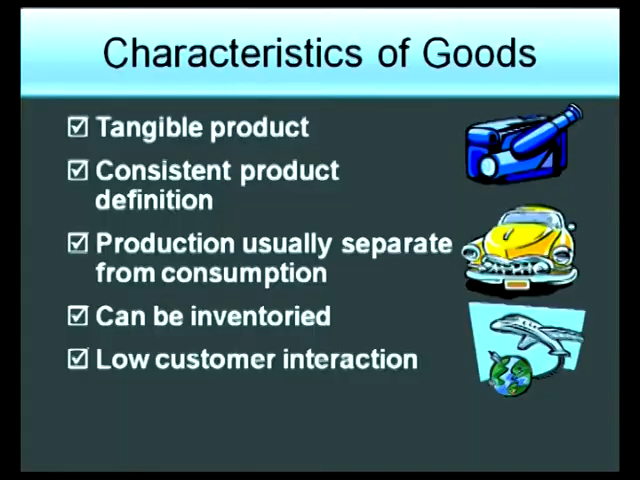 Characteristics of Goods
Tangible product
Consistent product
definition
Production usually separate
from consumption
Can be inventoried
Low customer interaction